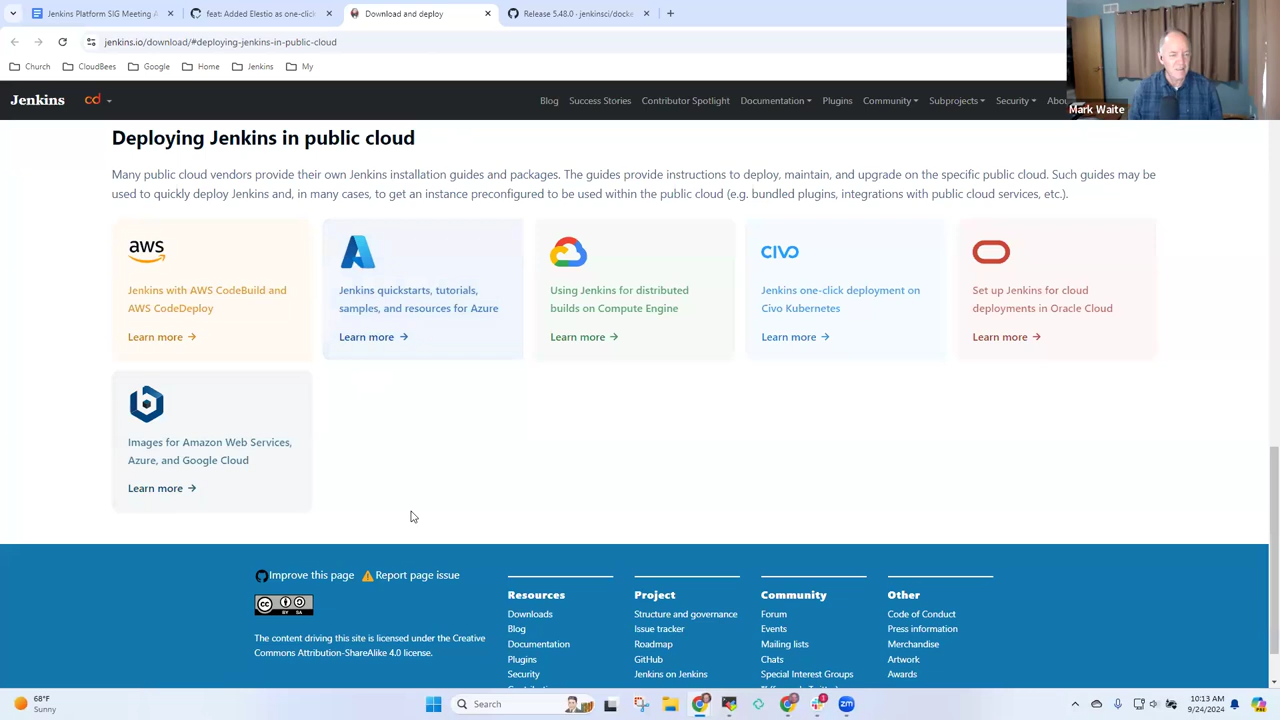 Jenkins Platform SIG Meeting A
feat: Added Elestio as one-click
Download and deploy
Release 5.48.0 · jenkinsci/docke
jenkins.io/download/#deploying-jenkins-in-public-cloud
Church
CloudBees
Google
Home
Jenkins
My
Mark Waite
Jenkins
cd
Blog
Success Stories
Contributor Spotlight
Documentation
Plugins
Community
Subprojects
Security
Abou
Deploying Jenkins in public cloud
Many public cloud vendors provide their own Jenkins installation guides and packages. The guides provide instructions to deploy, maintain, and upgrade on the specific public cloud. Such guides may be
used to quickly deploy Jenkins and, in many cases, to get an instance preconfigured to be used within the public cloud (e.g. bundled plugins, integrations with public cloud services, etc.).
aws
Jenkins with AWS CodeBuild and
AWS CodeDeploy
Learn more →
Jenkins quickstarts, tutorials,
samples, and resources for Azure
Learn more →
Using Jenkins for distributed
builds on Compute Engine
Learn more →
CIVO
Jenkins one-click deployment on
Civo Kubernetes
Learn more →
Set up Jenkins for cloud
deployments in Oracle Cloud
Learn more →
Images for Amazon Web Services,
Azure, and Google Cloud
Learn more →
Improve this page
Report page issue
The content driving this site is licensed under the Creative
Commons Attribution-ShareAlike 4.0 license.
Resources
Downloads
Blog
Documentation
Plugins
Security
Project
Structure and governance
Issue tracker
Roadmap
GitHub
Jenkins on Jenkins
Community
Forum
Events
Mailing lists
Chats
Special Interest Groups
Other
Code of Conduct
Press information
Merchandise
Artwork
Awards
68°F
Sunny
Search
zm
10:13 AM
9/24/2024